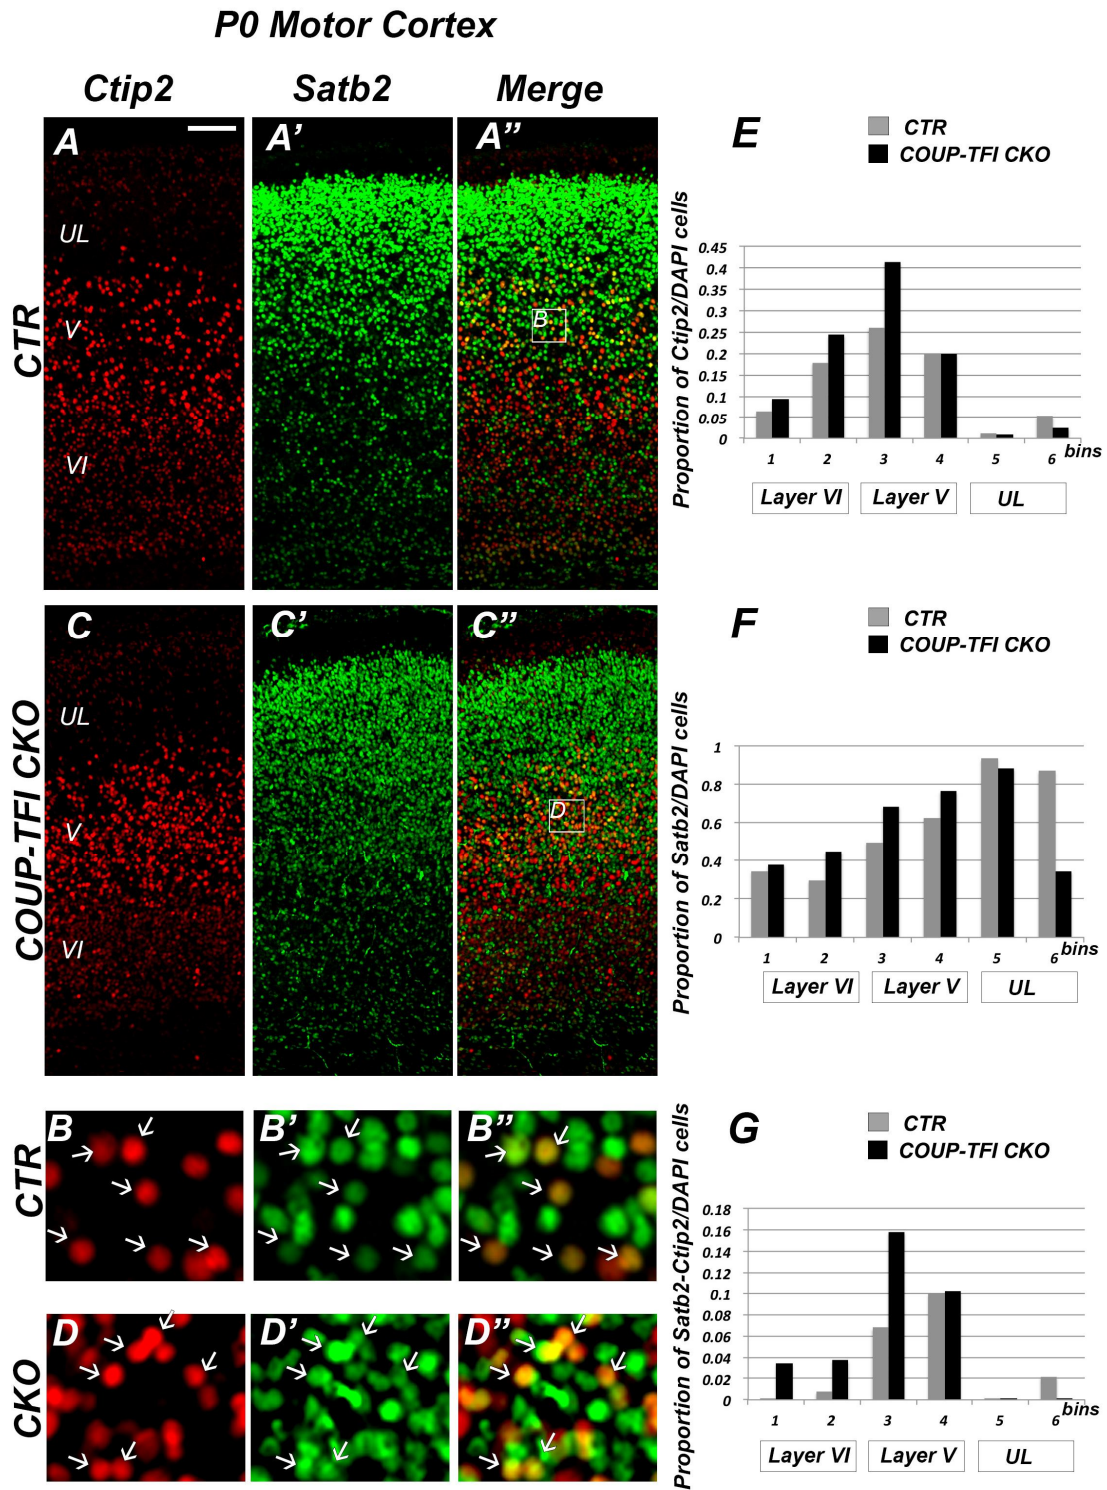 P0 Motor Cortex
Ctip2 Satb2 Merge
CTR
A A’ A”
UL
V
VI
B
COUP-TFI CKO
C C’ C”
UL
V
VI
D
CTR
B B’ B”
CKO
D D’ D”
E
CTR
COUP-TFI CKO
Proportion of Ctip2/DAPI cells
0.45
0.4
0.35
0.3
0.25
0.2
0.15
0.1
0.05
0
1 2 3 4 5 6 bins
Layer VI Layer V UL
F
CTR
COUP-TFI CKO
Proportion of Satb2/DAPI cells
1
0.8
0.6
0.4
0.2
0
1 2 3 4 5 6 bins
Layer VI Layer V UL
G
CTR
COUP-TFI CKO
Proportion of Satb2-Ctip2/DAPI cells
0.18
0.16
0.14
0.12
0.1
0.08
0.06
0.04
0.02
0
1 2 3 4 5 6 bins
Layer VI Layer V UL